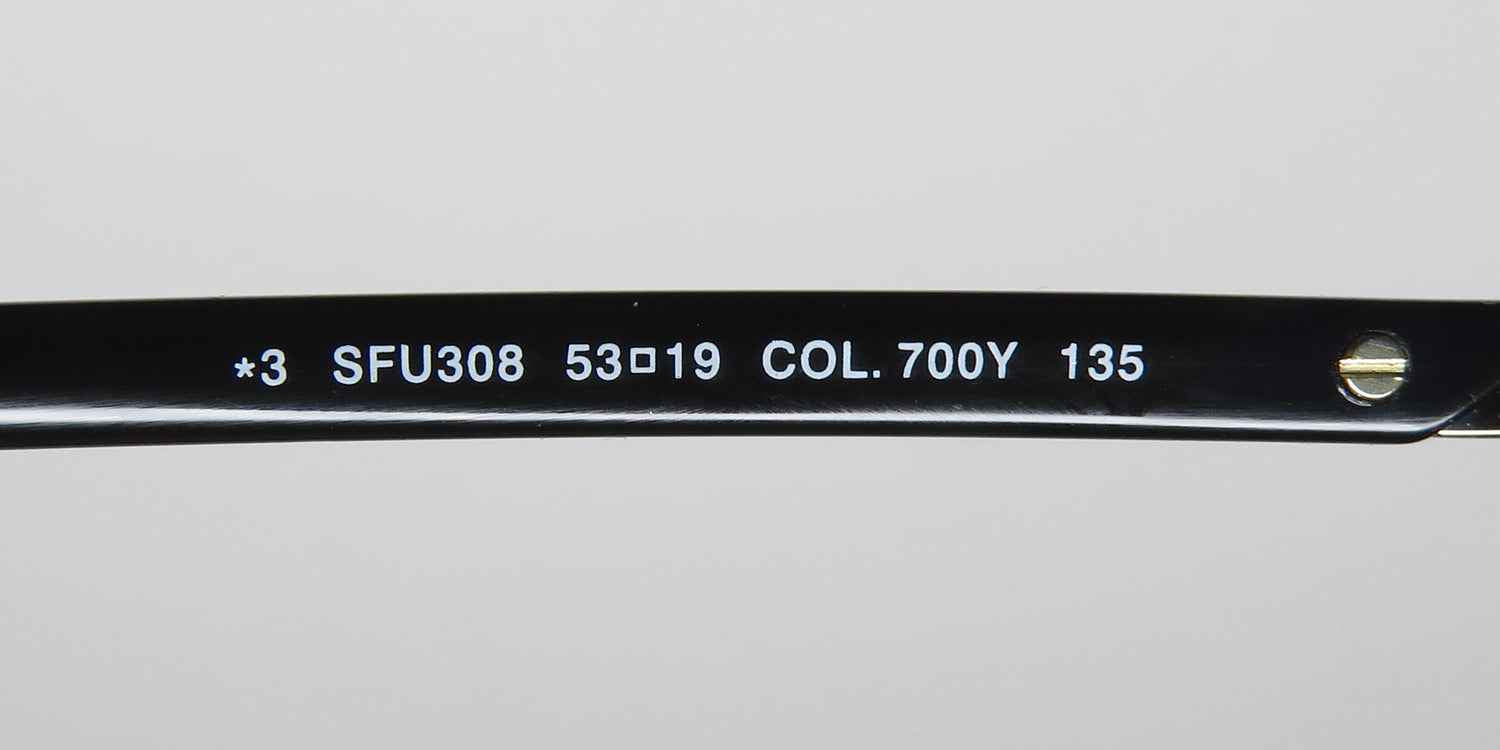 *3 SFU308 53□19 COL. 700Y 135